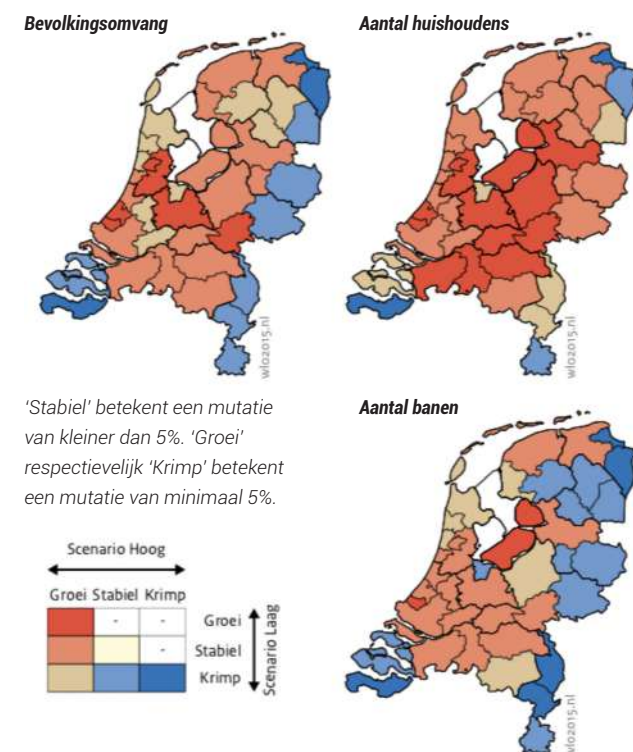 Bevolkingsomvang
Aantal huishoudens
wlo2015.nl
wlo2015.nl
'Stabiel' betekent een mutatie
van kleiner dan 5%. 'Groei'
respectievelijk 'Krimp' betekent
een mutatie van minimaal 5%.
Aantal banen
Scenario Hoog
Groei Stabiel Krimp
- - Groei
- Stabiel
Krimp
Scenario Laag
wlo2015.nl